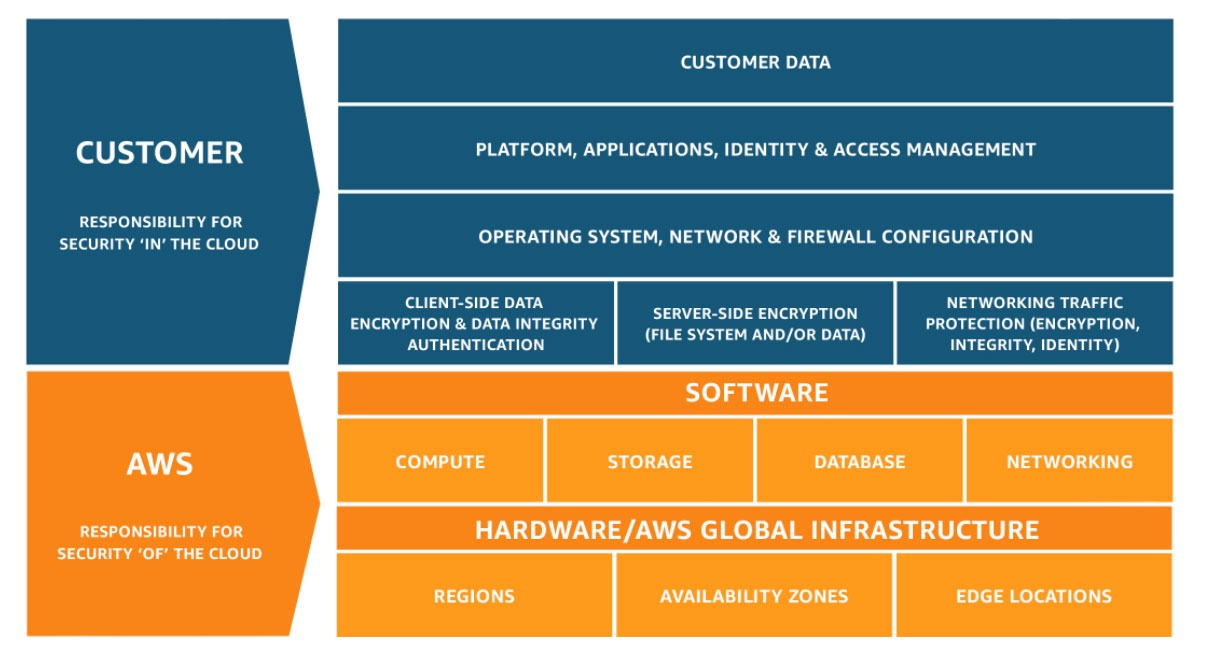 CUSTOMER
RESPONSIBILITY FOR
SECURITY ‘IN’ THE CLOUD
CUSTOMER DATA
PLATFORM, APPLICATIONS, IDENTITY & ACCESS MANAGEMENT
OPERATING SYSTEM, NETWORK & FIREWALL CONFIGURATION
CLIENT-SIDE DATA
ENCRYPTION & DATA INTEGRITY
AUTHENTICATION
SERVER-SIDE ENCRYPTION
(FILE SYSTEM AND/OR DATA)
NETWORKING TRAFFIC
PROTECTION (ENCRYPTION,
INTEGRITY, IDENTITY)
AWS
RESPONSIBILITY FOR
SECURITY ‘OF’ THE CLOUD
SOFTWARE
COMPUTE
STORAGE
DATABASE
NETWORKING
HARDWARE/AWS GLOBAL INFRASTRUCTURE
REGIONS
AVAILABILITY ZONES
EDGE LOCATIONS